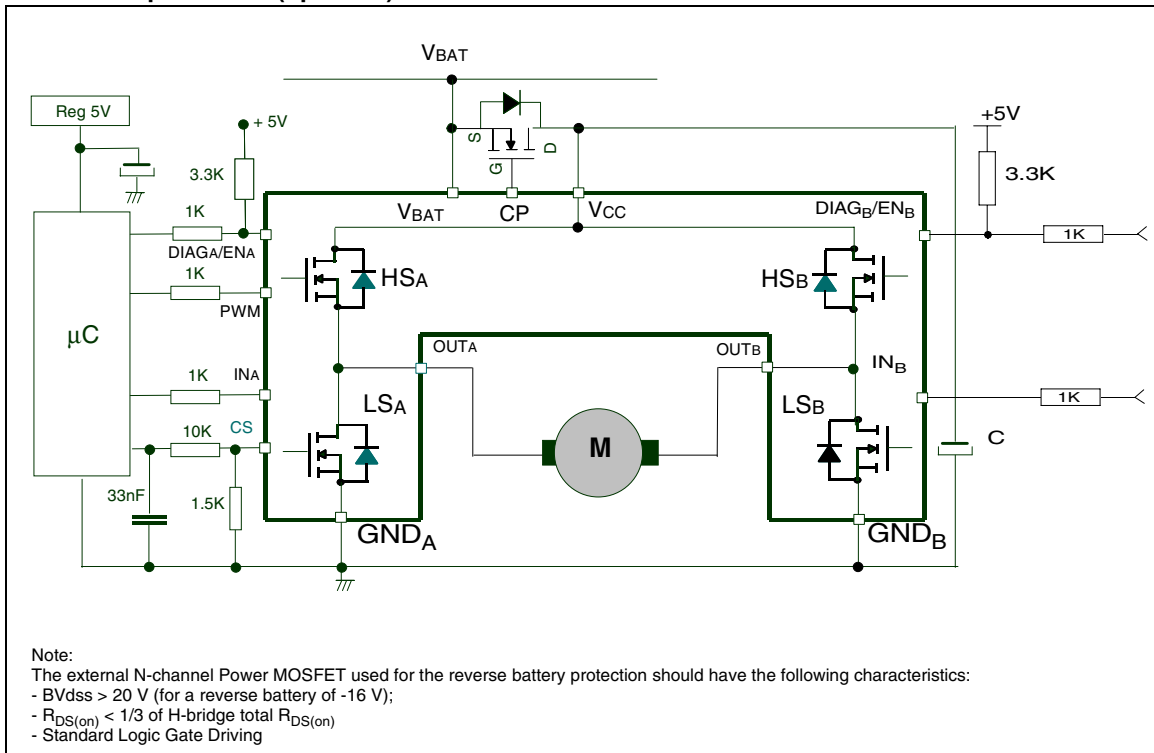 VBAT
Reg 5V
+ 5V
+5V
3.3K
S
G
D
3.3K
1K
VBAT
CP
VCC
DIAGB/ENB
1K
DIAGA/ENA
1K
HSA
HSB
PWM
µC
OUTA
OUTB
INB
1K
INA
LSA
LSB
1K
10K
CS
M
C
33nF
1.5K
GNDA
GNDB
Note:
The external N-channel Power MOSFET used for the reverse battery protection should have the following characteristics:
- BVdss > 20 V (for a reverse battery of -16 V);
- RDS(on) < 1/3 of H-bridge total RDS(on)
- Standard Logic Gate Driving